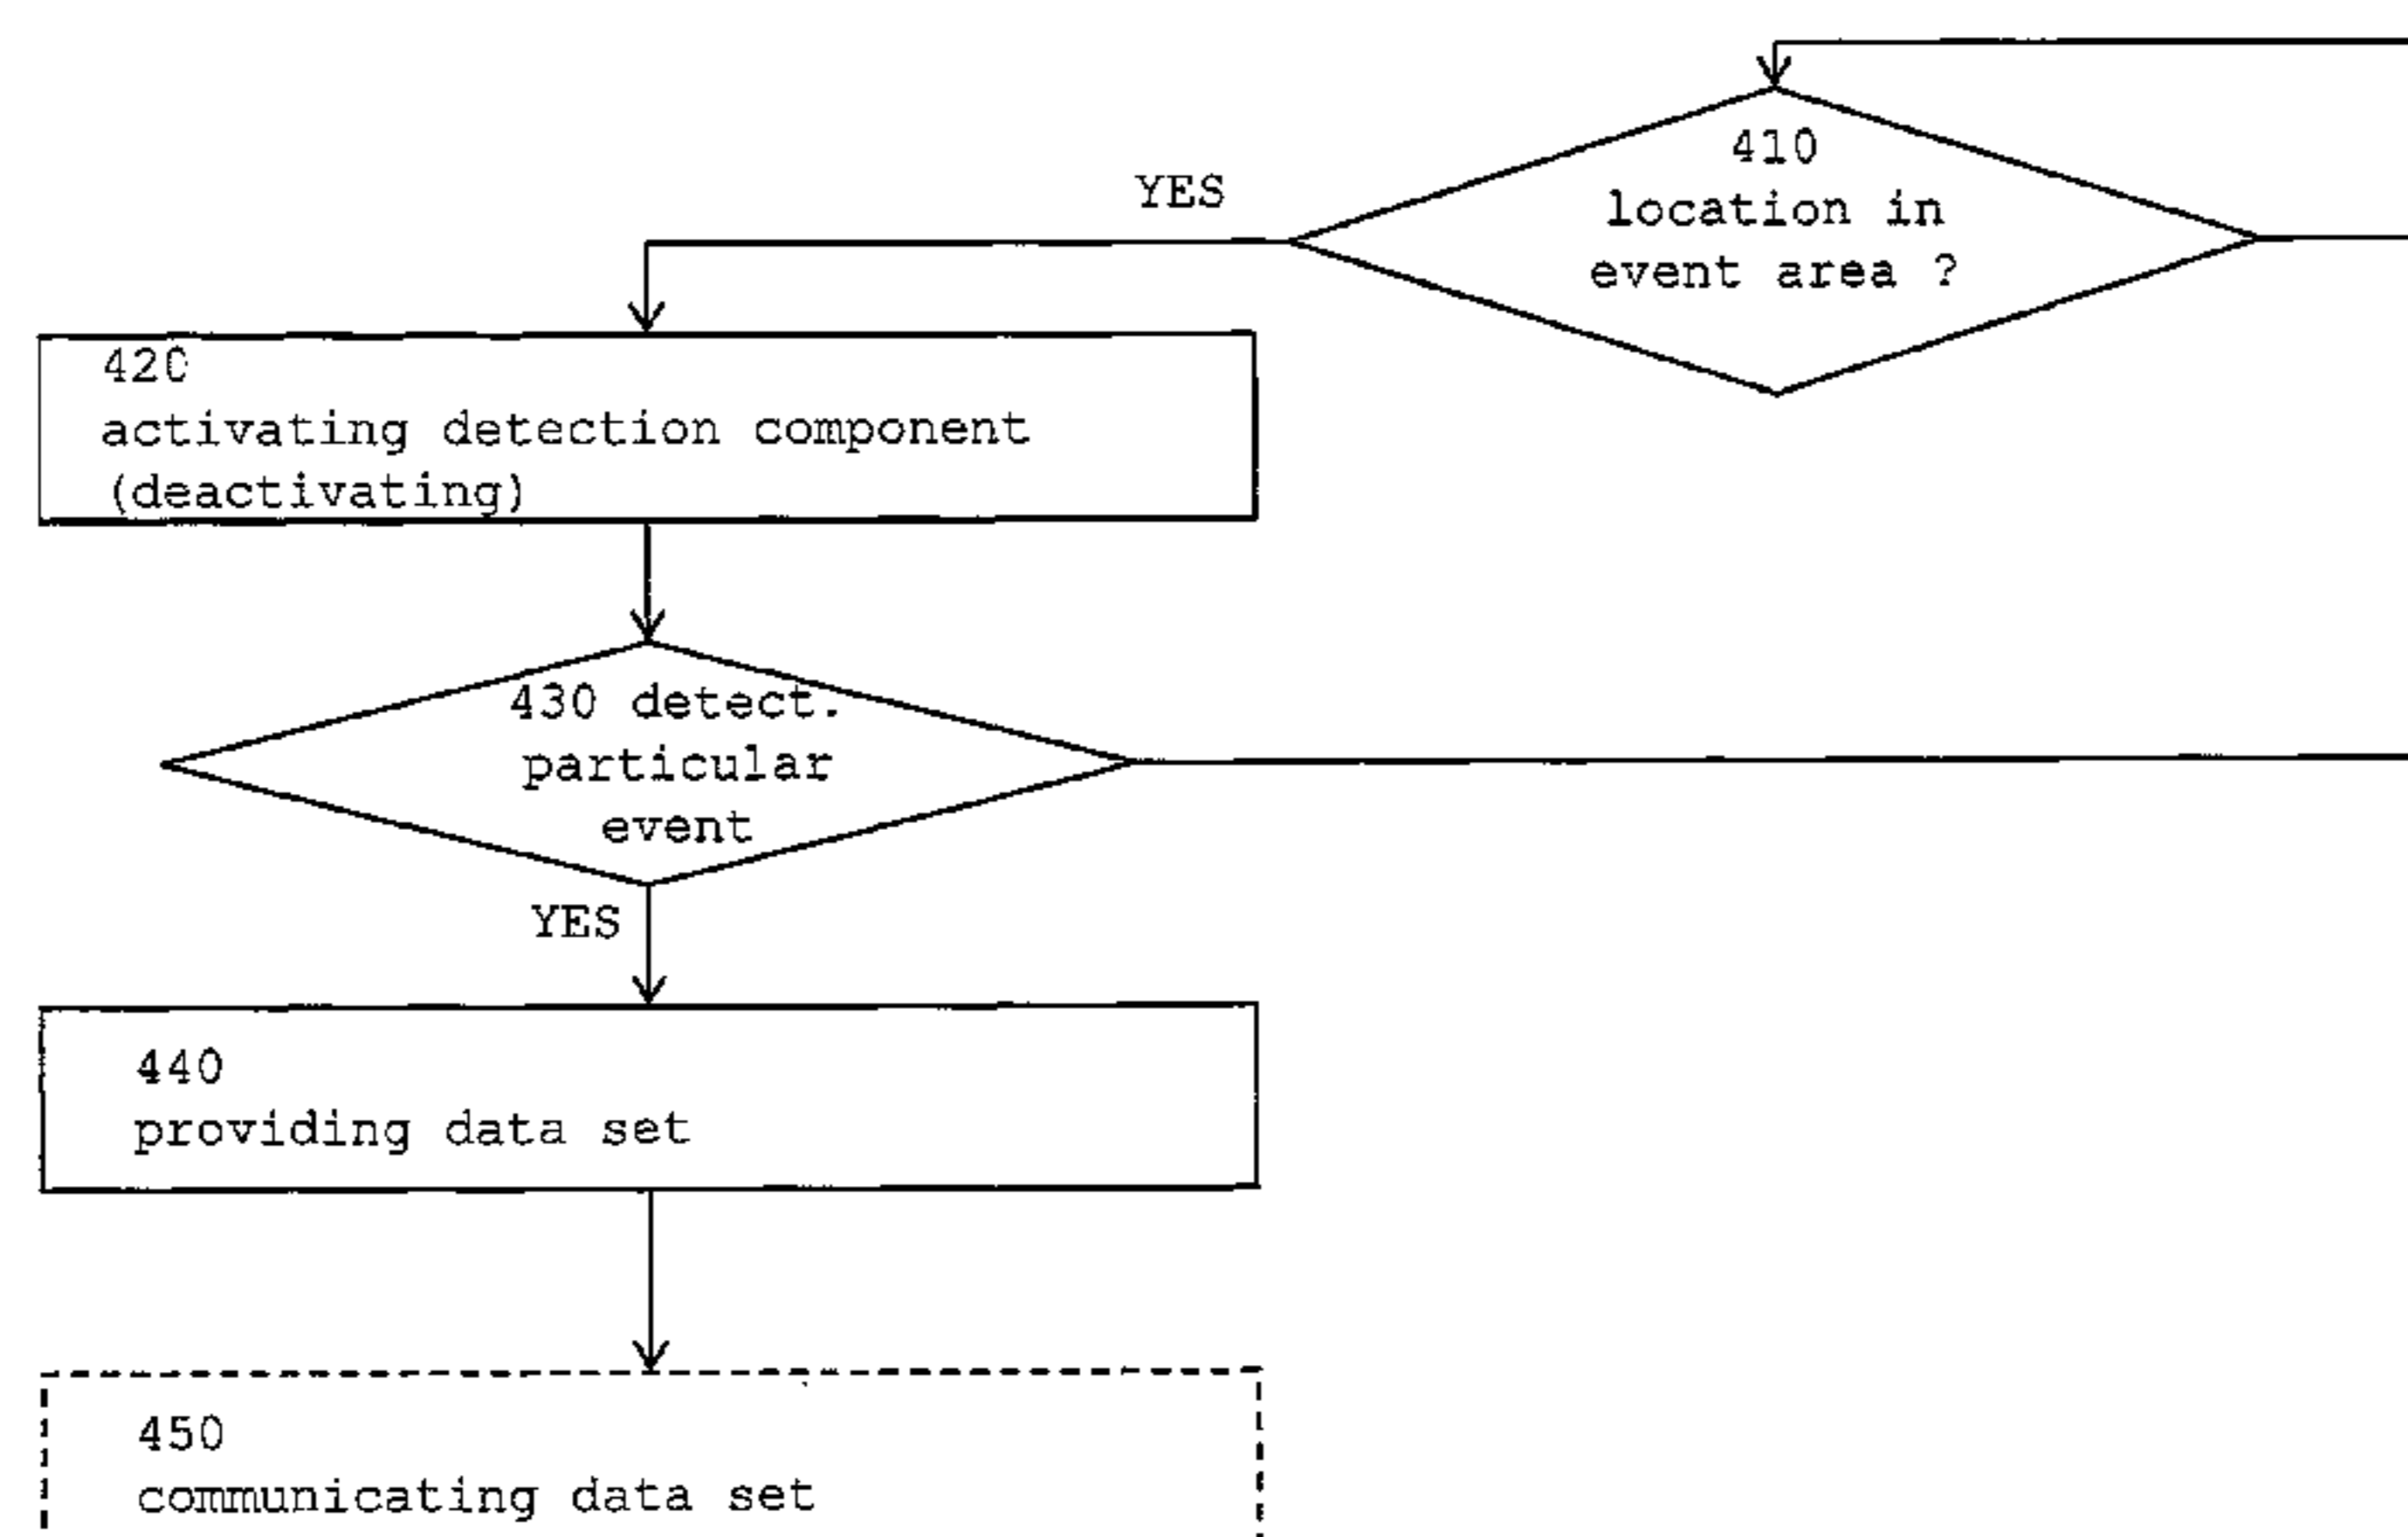 410
location in
event area ?
YES
420
activating detection component
(deactivating)
430 detect.
particular
event
YES
440
providing data set
450
communicating data set